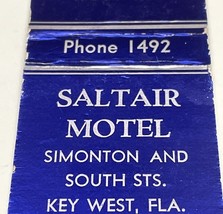 Phone 1492
SALTAIR
MOTEL
SIMONTON AND
SOUTH STS.
KEY WEST, FLA.